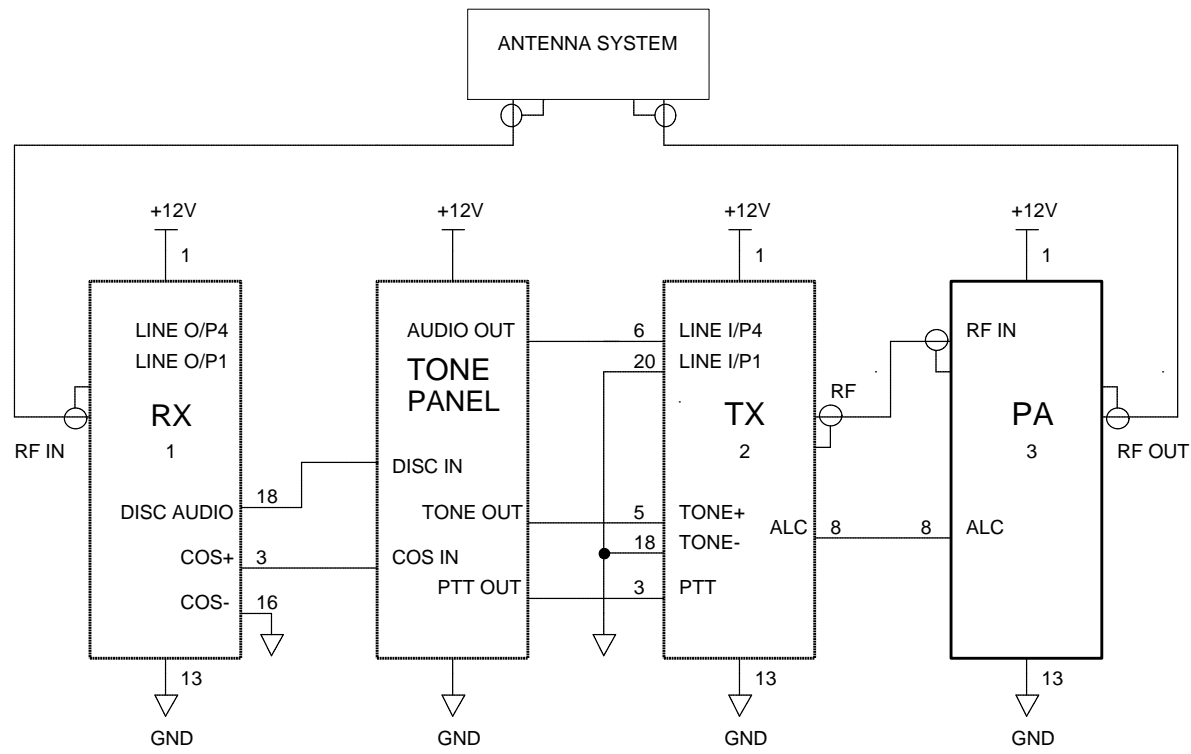 ANTENNA SYSTEM
+12V
+12V
+12V
+12V
1
1
1
LINE O/P4
LINE O/P1
RX
1
RF IN
DISC AUDIO
18
COS+
3
COS-
16
13
GND
AUDIO OUT
TONE
PANEL
DISC IN
TONE OUT
COS IN
PTT OUT
GND
6
LINE I/P4
20
LINE I/P1
TX
2
RF
5
TONE+
18
TONE-
ALC
8
3
PTT
13
GND
RF IN
PA
3
RF OUT
8
ALC
13
GND